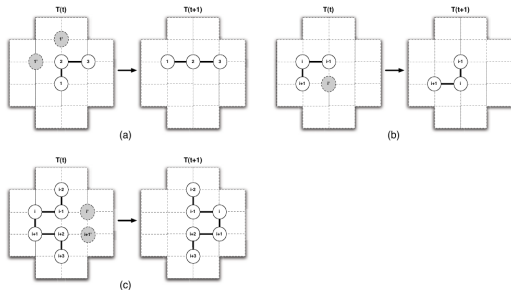 T(t) T(t+1) T(t) T(t+1)
1'
1' 2 3 1 2 3 i i-1 i-1
1 i+1 i' i+1 i
(a) (b)
T(t) T(t+1)
i-2 i-2
i i-1 i' i-1 i
i+1 i+2 i+1' i+2 i+1
i+3 i+3
(c)